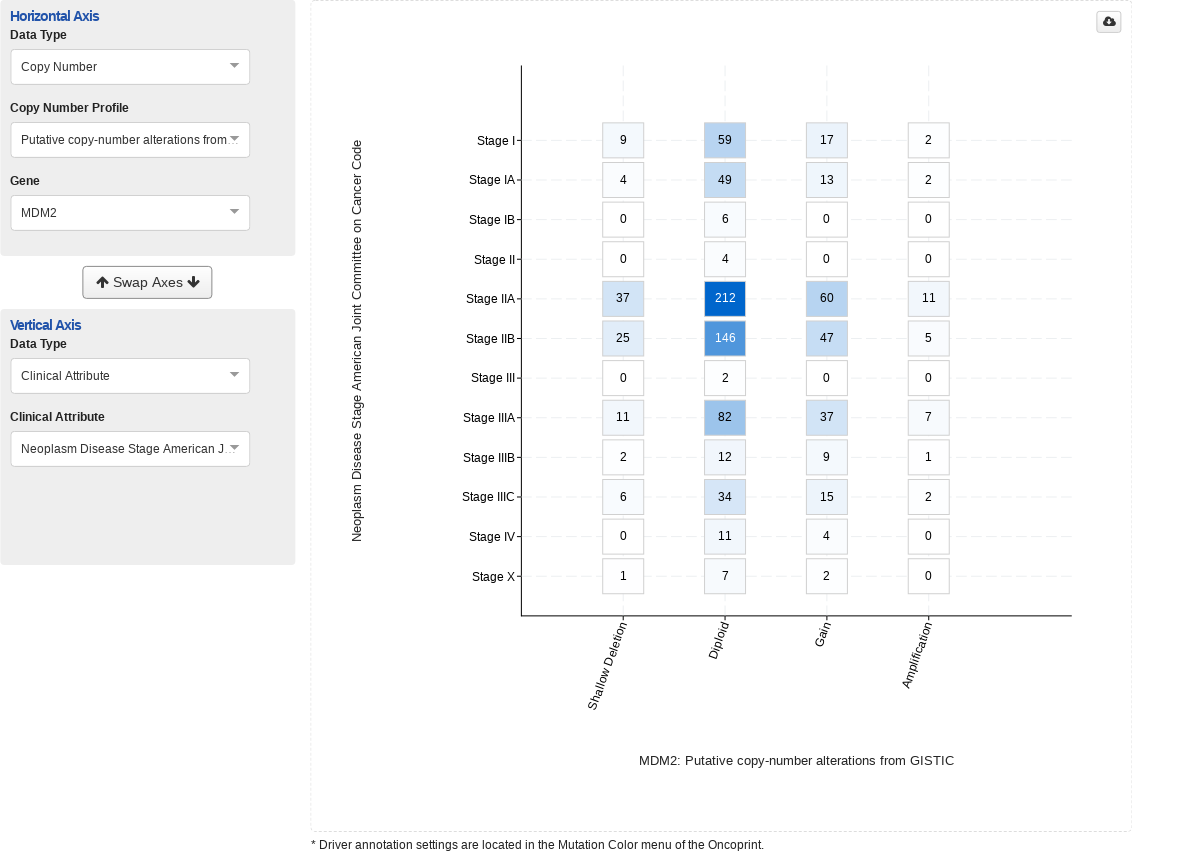 Horizontal Axis
Data Type
Copy Number
Copy Number Profile
Putative copy-number alterations from...
Gene
MDM2
Swap Axes
Vertical Axis
Data Type
Clinical Attribute
Clinical Attribute
Neoplasm Disease Stage American J...
Neoplasm Disease Stage American Joint Committee on Cancer Code
Stage I 9 59 17 2
Stage IA 4 49 13 2
Stage IB 0 6 0 0
Stage II 0 4 0 0
Stage IIA 37 212 60 11
Stage IIB 25 146 47 5
Stage III 0 2 0 0
Stage IIIA 11 82 37 7
Stage IIIB 2 12 9 1
Stage IIIC 6 34 15 2
Stage IV 0 11 4 0
Stage X 1 7 2 0
Shallow Deletion
Diploid
Gain
Amplification
MDM2: Putative copy-number alterations from GISTIC
* Driver annotation settings are located in the Mutation Color menu of the Oncoprint.